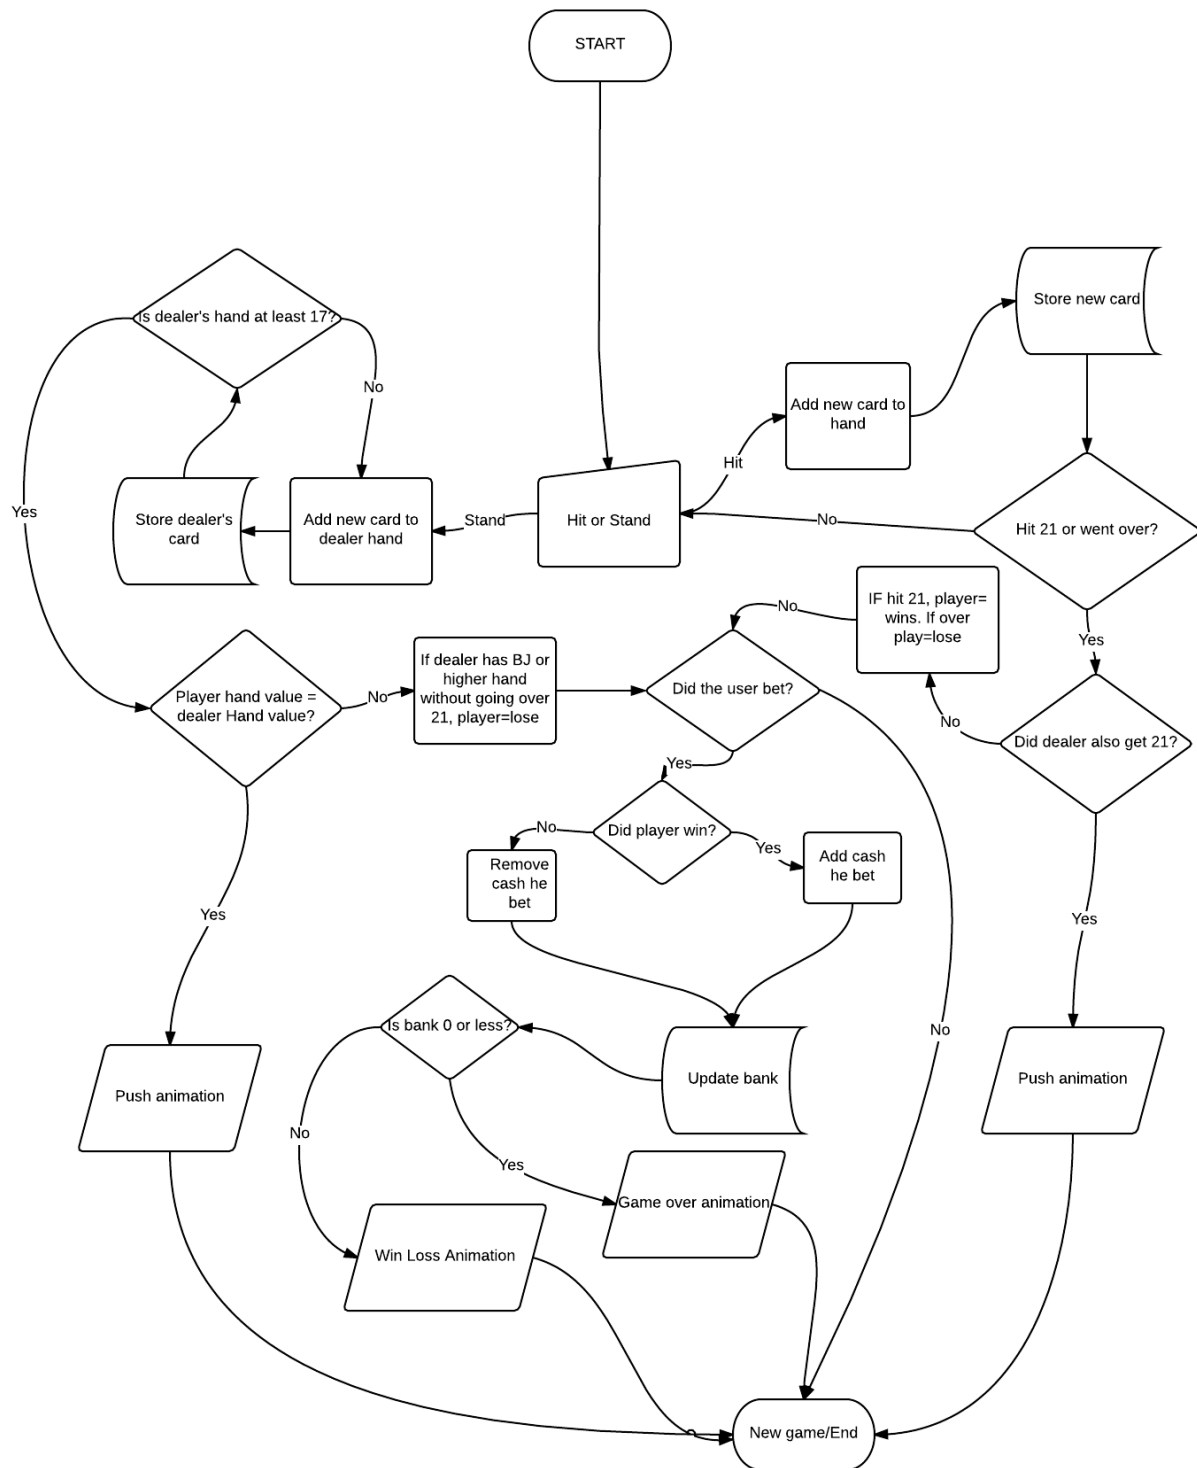 START
Is dealer's hand at least 17?
Store new card
No
Add new card to
hand
Hit
Yes
Store dealer's
card
Add new card to
dealer hand
Stand
Hit or Stand
No
Hit 21 or went over?
IF hit 21, player=
wins. If over
play=lose
No
Yes
Player hand value =
dealer Hand value?
No
If dealer has BJ or
higher hand
without going over
21, player=lose
Did the user bet?
No
Did dealer also get 21?
Yes
Did player win?
No
Yes
Remove
cash he
bet
Add cash
he bet
Yes
Yes
Is bank 0 or less?
No
Update bank
Push animation
Push animation
No
Yes
Game over animation
Win Loss Animation
New game/End